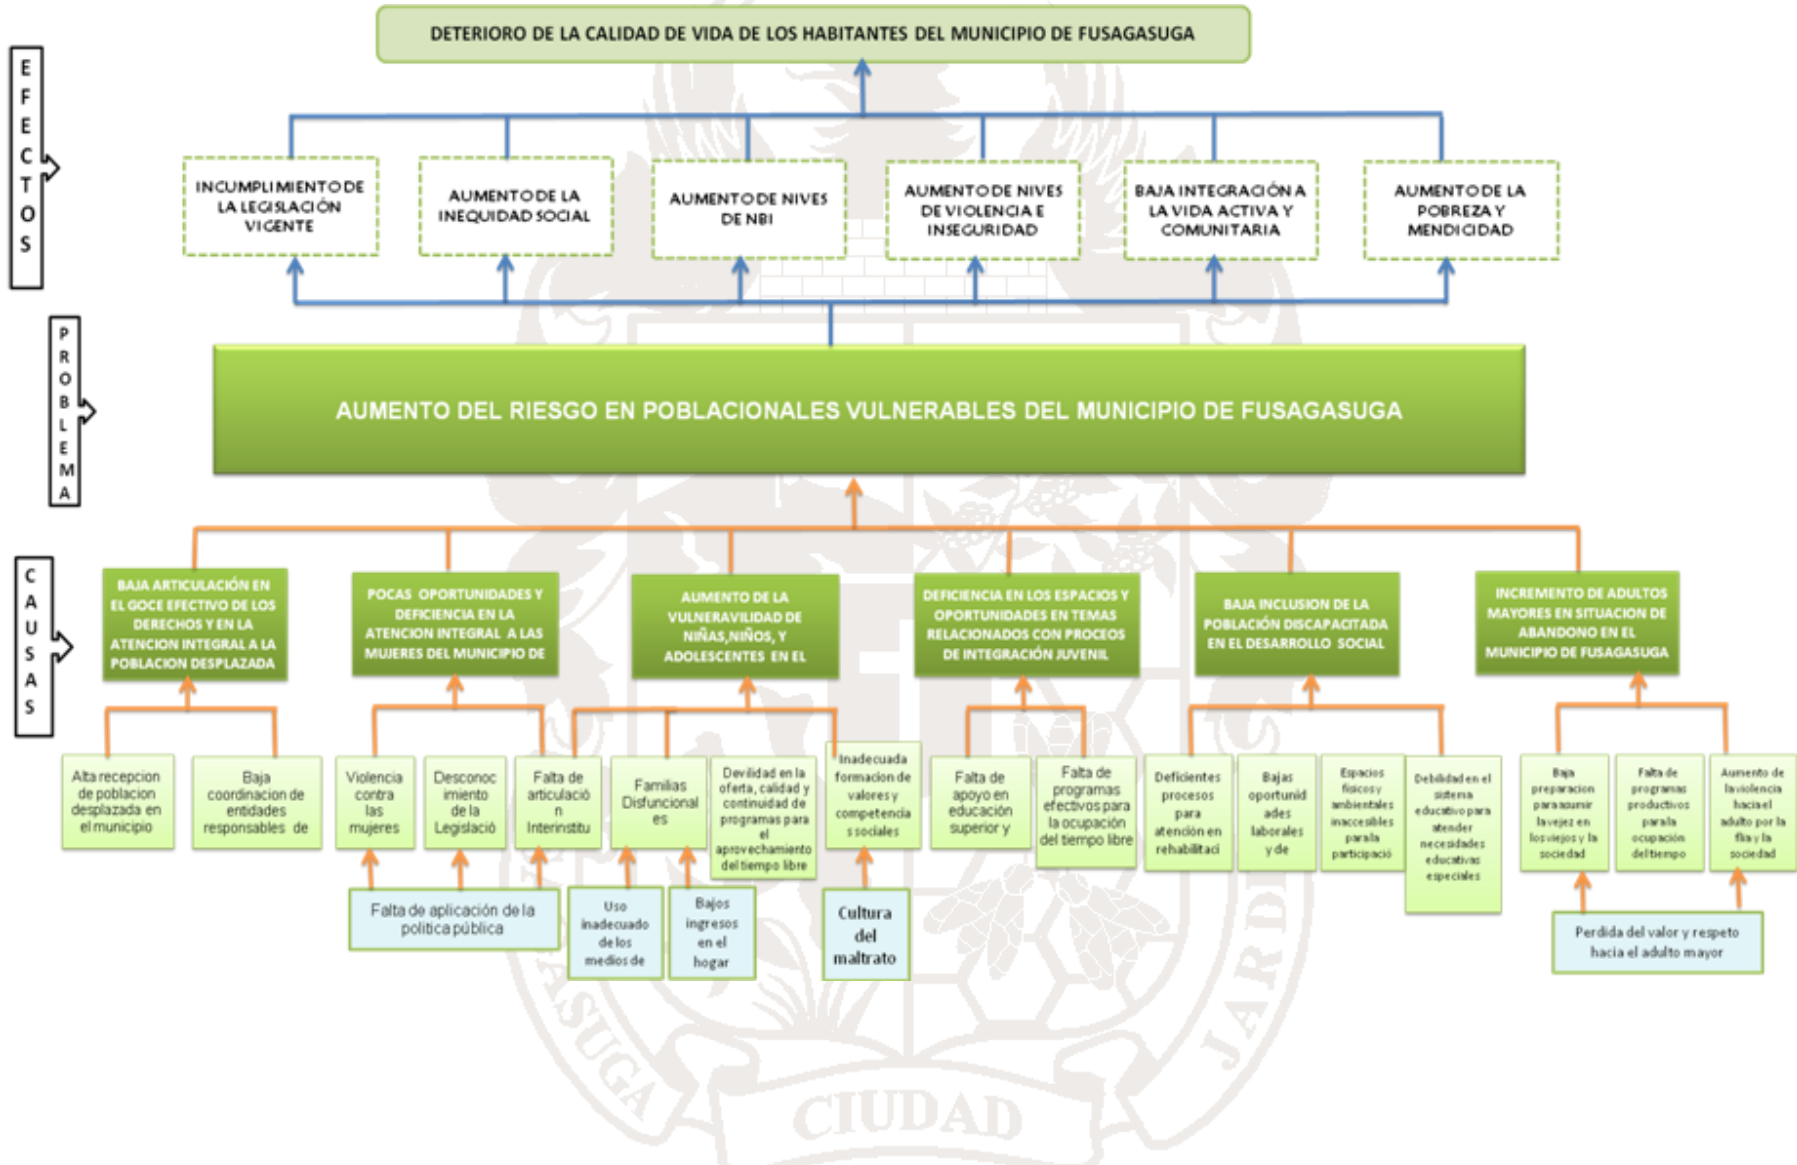 DETERIORO DE LA CALIDAD DE VIDA DE LOS HABITANTES DEL MUNICIPIO DE FUSAGASUGA
EFECTOS
INCUMPLIMIENTO DE
LA LEGISLACIÓN
VIGENTE
AUMENTO DE LA
INEQUIDAD SOCIAL
AUMENTO DE NIVES
DE NBI
AUMENTO DE NIVES
DE VIOLENCIA E
INSEGURIDAD
BAJA INTEGRACIÓN A
LA VIDA ACTIVA Y
COMUNITARIA
AUMENTO DE LA
POBREZA Y
MENDICIDAD
PROBLEMA
AUMENTO DEL RIESGO EN POBLACIONALES VULNERABLES DEL MUNICIPIO DE FUSAGASUGA
CAUSAS
BAJA ARTICULACIÓN EN
EL GOCE EFECTIVO DE LOS
DERECHOS Y EN LA
ATENCION INTEGRAL A LA
POBLACION DESPLAZADA
POCAS OPORTUNIDADES Y
DEFICIENCIA EN LA
ATENCION INTEGRAL A LAS
MUJERES DEL MUNICIPIO DE
AUMENTO DE LA
VULNERAVILIDAD DE
NIÑAS,NIÑOS, Y
ADOLESCENTES EN EL
DEFICIENCIA EN LOS ESPACIOS Y
OPORTUNIDADES EN TEMAS
RELACIONADOS CON PROCEOS
DE INTEGRACIÓN JUVENIL
BAJA INCLUSION DE LA
POBLACIÓN DISCAPACITADA
EN EL DESARROLLO SOCIAL
INCREMENTO DE ADULTOS
MAYORES EN SITUACION DE
ABANDONO EN EL
MUNICIPIO DE FUSAGASUGA
Alta recepcion
de poblacion
desplazada en
el municipio
Baja
coordinacion de
entidades
responsables de
Violencia
contra
las
mujeres
Desconoc
imiento
de la
Legislació
Falta de
articulació
n
Interinstitu
Familias
Disfuncional
es
Devilidad en la
oferta, calidad y
continuidad de
programas para
el
aprovechamiento
del tiempo libre
Inadecuada
formacion de
valores y
competencia
s sociales
Falta de
apoyo en
educación
superior y
Falta de
programas
efectivos para
la ocupación
del tiempo libre
Deficientes
procesos
para
atención en
rehabilitaci
Bajas
oportunid
ades
laborales
y de
Espacios
físicos y
ambientales
inaccesibles
para la
participació
Debilidad en el
sistema
educativo para
atender
necesidades
educativas
especiales
Baja
preparacion
para asumir
la vejez en
los viejos y la
sociedad
Falta de
programas
productivos
para la
ocupación
del tiempo
Aumento de
la violencia
hacia el
adulto por la
flia y la
sociedad
Falta de aplicación de la
política pública
Uso
inadecuado
de los
medios de
Bajos
ingresos
en el
hogar
Cultura
del
maltrato
Perdida del valor y respeto
hacia el adulto mayor
FUSAGASUGA
CIUDAD
JARDIN